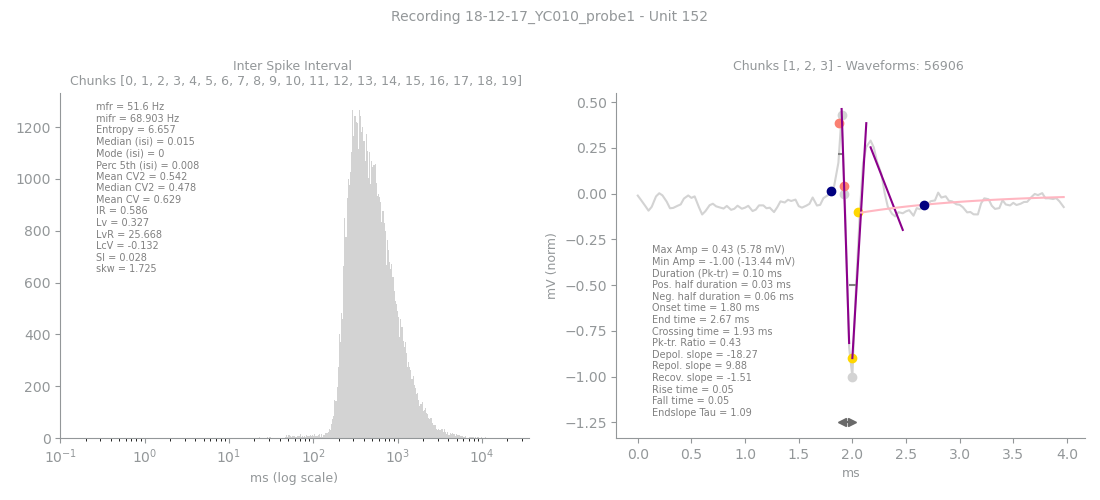 Recording 18-12-17_YC010_probe1 - Unit 152
Inter Spike Interval
Chunks [0, 1, 2, 3, 4, 5, 6, 7, 8, 9, 10, 11, 12, 13, 14, 15, 16, 17, 18, 19]
mfr = 51.6 Hz
mifr = 68.903 Hz
Entropy = 6.657
Median (isi) = 0.015
Mode (isi) = 0
Perc 5th (isi) = 0.008
Mean CV2 = 0.542
Median CV2 = 0.478
Mean CV = 0.629
IR = 0.586
Lv = 0.327
LvR = 25.668
LcV = -0.132
SI = 0.028
skw = 1.725
1200
1000
800
600
400
200
0
10⁻¹ 10⁰ 10¹ 10² 10³ 10⁴
ms (log scale)
Chunks [1, 2, 3] - Waveforms: 56906
0.50
0.25
0.00
−0.25
−0.50
−0.75
−1.00
−1.25
mV (norm)
Max Amp = 0.43 (5.78 mV)
Min Amp = -1.00 (-13.44 mV)
Duration (Pk-tr) = 0.10 ms
Pos. half duration = 0.03 ms
Neg. half duration = 0.06 ms
Onset time = 1.80 ms
End time = 2.67 ms
Crossing time = 1.93 ms
Pk-tr. Ratio = 0.43
Depol. slope = -18.27
Repol. slope = 9.88
Recov. slope = -1.51
Rise time = 0.05
Fall time = 0.05
Endslope Tau = 1.09
0.0 0.5 1.0 1.5 2.0 2.5 3.0 3.5 4.0
ms